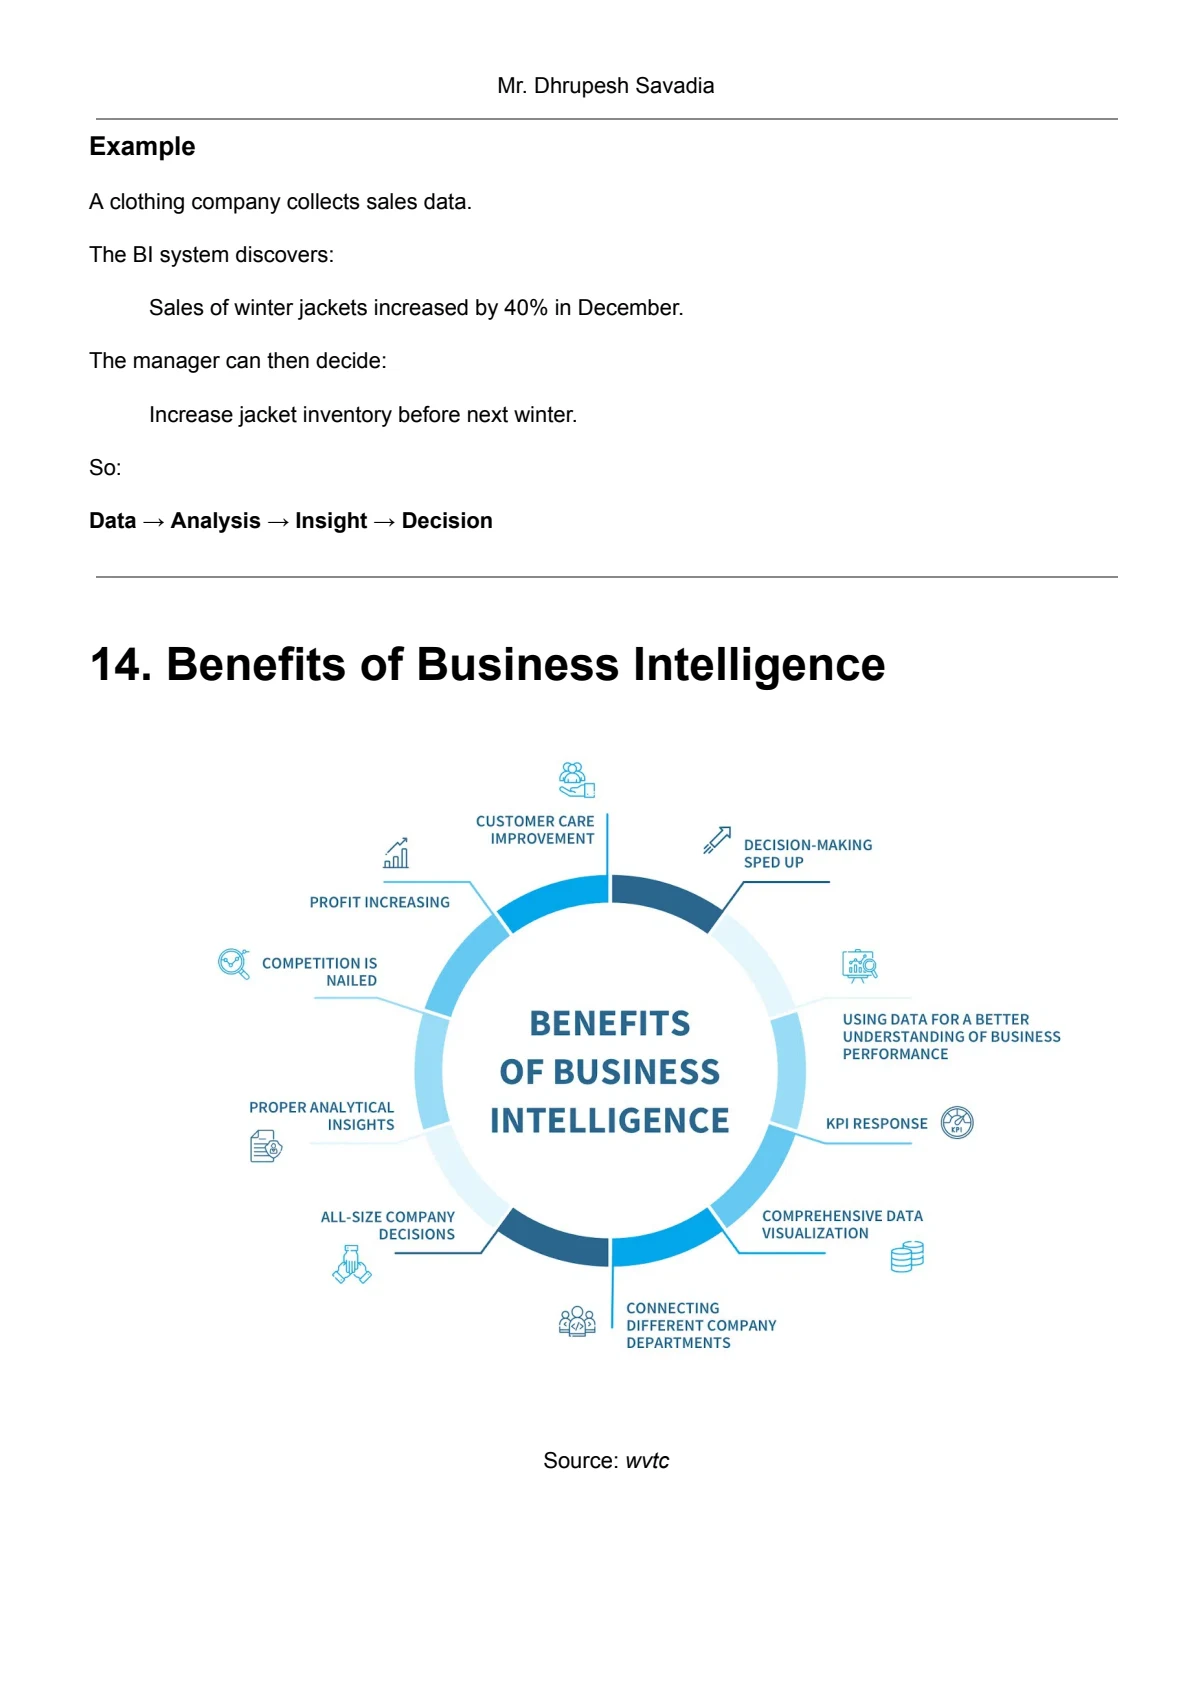 Mr. Dhrupesh Savadia
Example
A clothing company collects sales data.
The BI system discovers:
Sales of winter jackets increased by 40% in December.
The manager can then decide:
Increase jacket inventory before next winter.
So:
Data → Analysis → Insight → Decision
14. Benefits of Business Intelligence
CUSTOMER CARE
IMPROVEMENT
DECISION-MAKING
SPED UP
PROFIT INCREASING
COMPETITION IS
NAILED
USING DATA FOR A BETTER
UNDERSTANDING OF BUSINESS
PERFORMANCE
BENEFITS
OF BUSINESS
INTELLIGENCE
PROPER ANALYTICAL
INSIGHTS
KPI RESPONSE
KPI
ALL-SIZE COMPANY
DECISIONS
COMPREHENSIVE DATA
VISUALIZATION
CONNECTING
DIFFERENT COMPANY
DEPARTMENTS
Source: wvtc